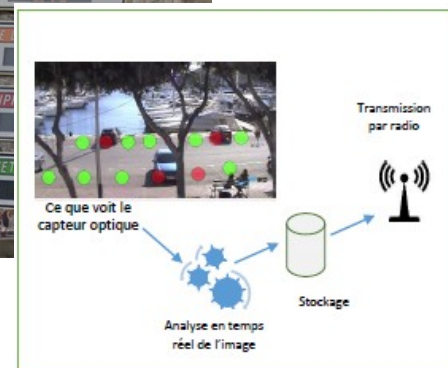 Transmission
par radio
Ce que voit le
capteur optique
Stockage
Analyse en temps
réel de l'image